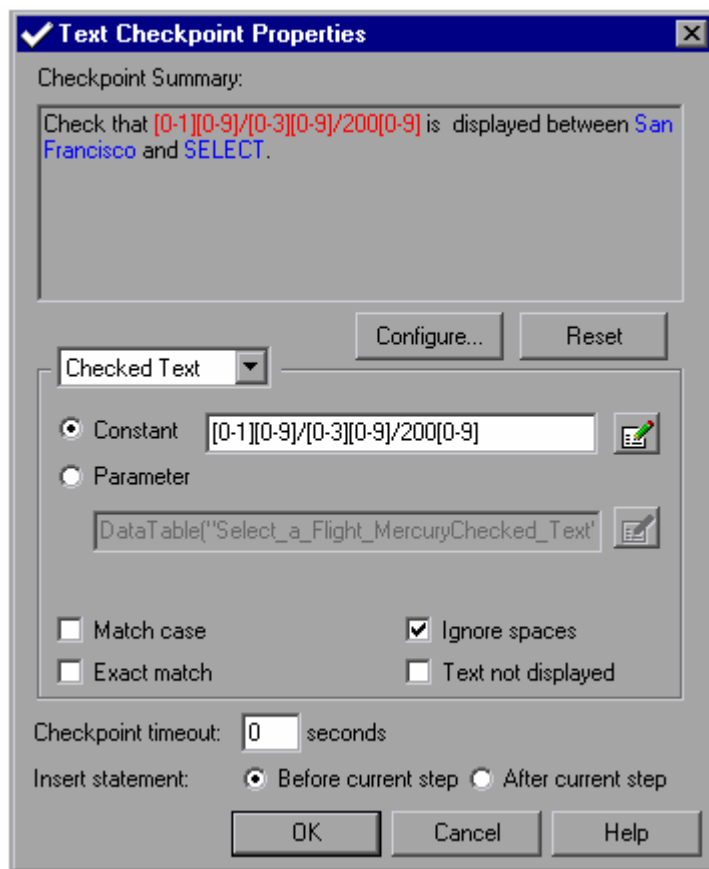 Text Checkpoint Properties
Checkpoint Summary:
Check that [0-1][0-9]/[0-3][0-9]/200[0-9] is  displayed between San
Francisco and SELECT.
Configure... Reset
Checked Text
Constant [0-1][0-9]/[0-3][0-9]/200[0-9]
Parameter
DataTable("Select_a_Flight_MercuryChecked_Text"
Match case Ignore spaces
Exact match Text not displayed
Checkpoint timeout: 0 seconds
Insert statement: Before current step After current step
OK Cancel Help